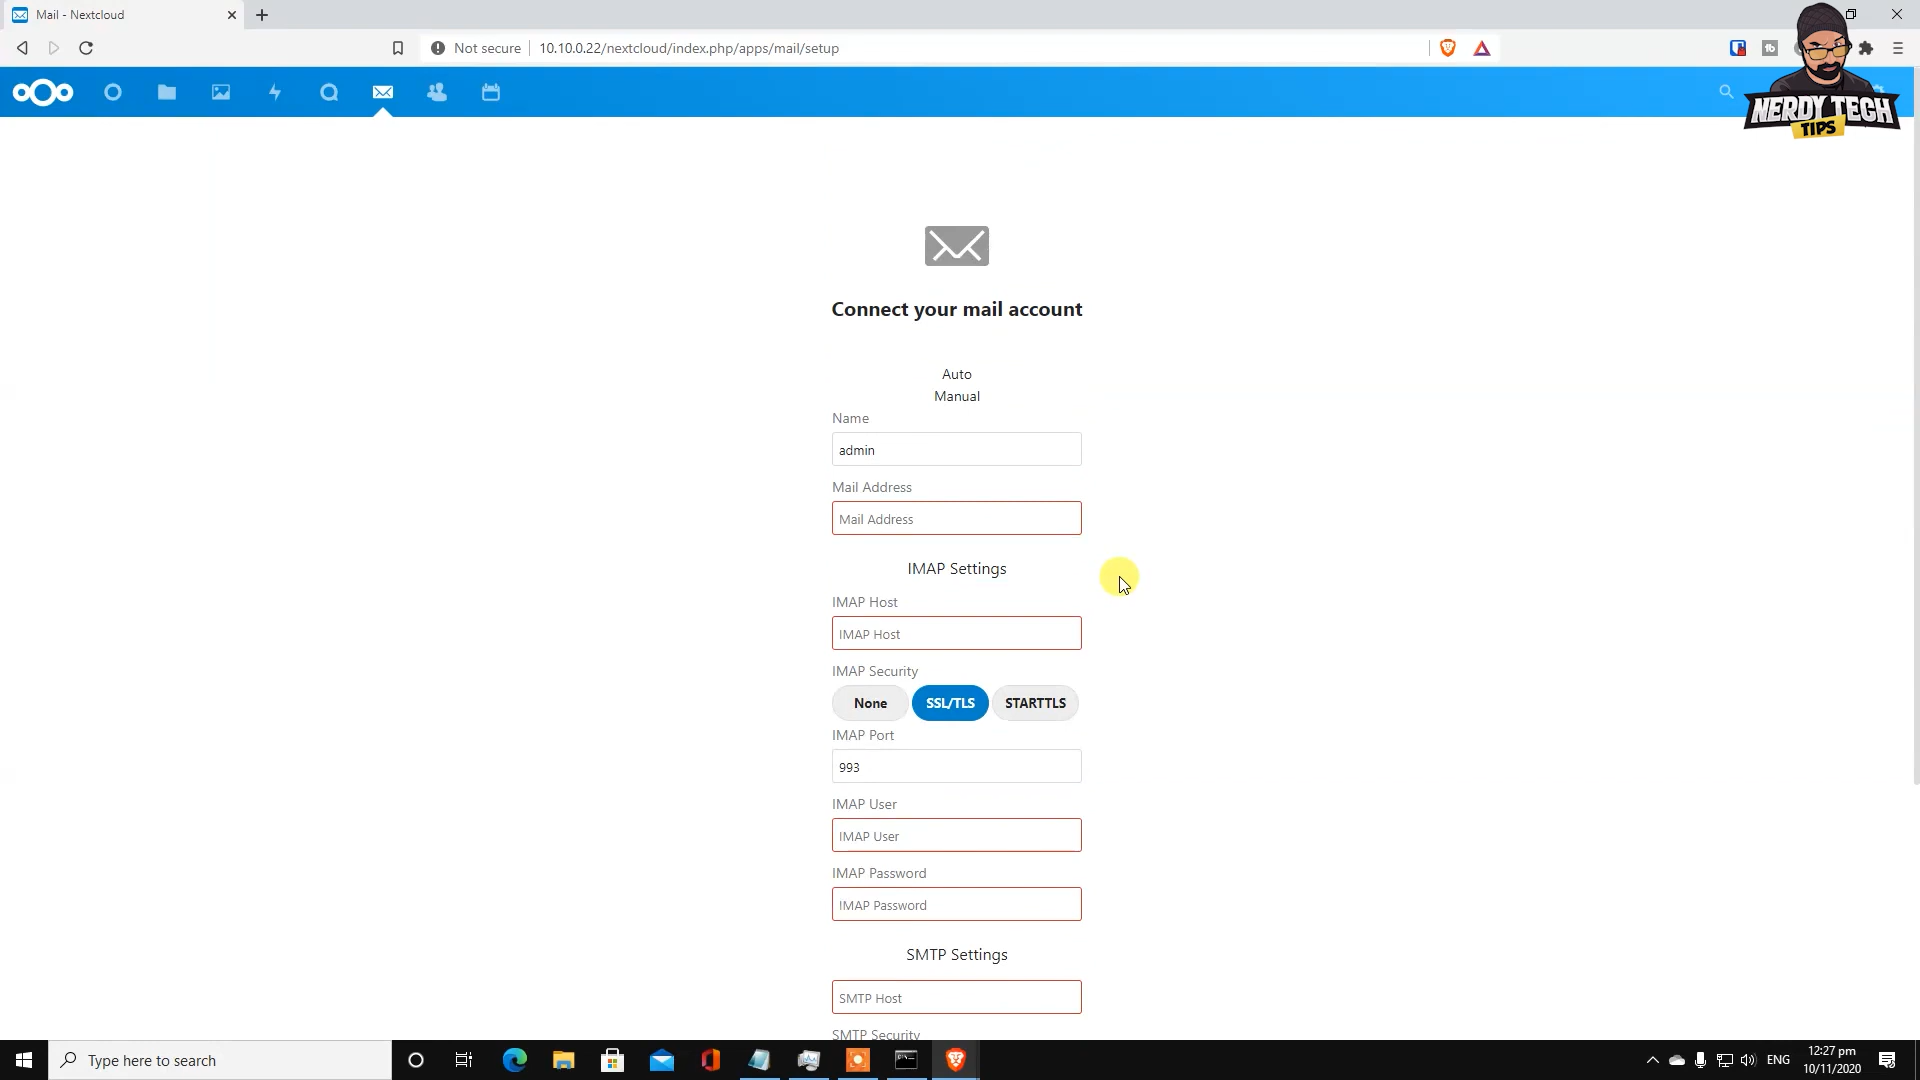 Mail - Nextcloud
Not secure
10.10.0.22/nextcloud/index.php/apps/mail/setup
NERDY TECH
TIPS
Connect your mail account
Auto
Manual
Name
admin
Mail Address
Mail Address
IMAP Settings
IMAP Host
IMAP Host
IMAP Security
None SSL/TLS STARTTLS
IMAP Port
993
IMAP User
IMAP User
IMAP Password
IMAP Password
SMTP Settings
SMTP Host
SMTP Security
Type here to search
ENG
12:27 pm
10/11/2020